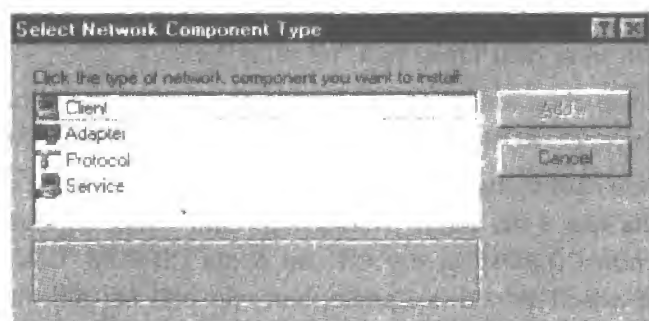 Select Network Component Type
Click the type of network component you want to install:
Client
Add...
Adapter
Protocol
Cancel
Service